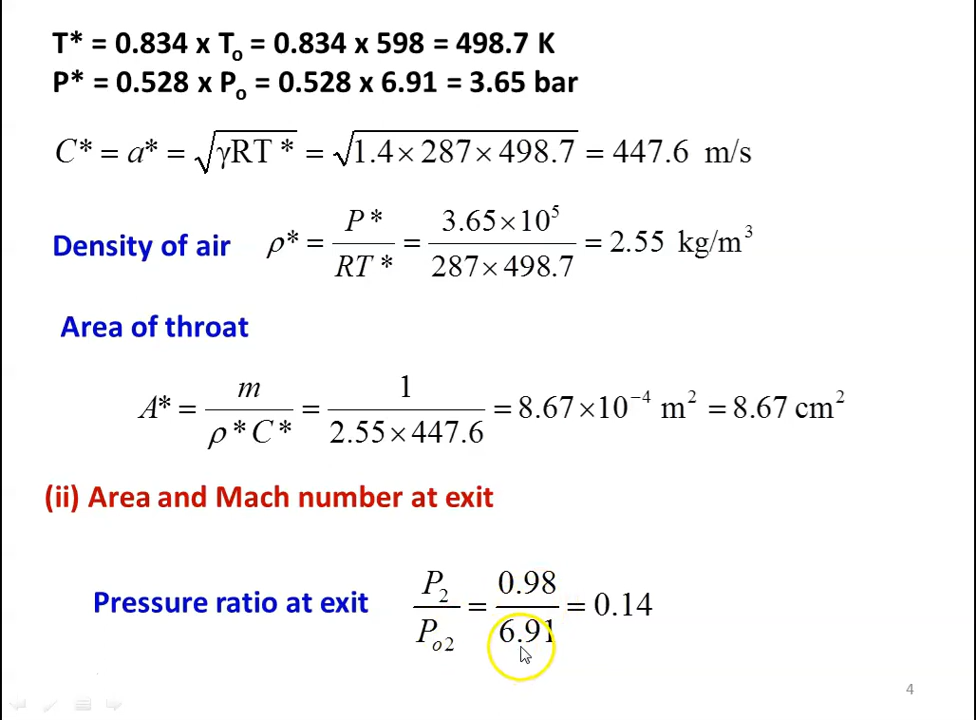 T* = 0.834 x To = 0.834 x 598 = 498.7 K
P* = 0.528 x Po = 0.528 x 6.91 = 3.65 bar
C* = a* = √γRT* = √1.4×287×498.7 = 447.6 m/s
Density of air ρ* = P*/RT* = 3.65×10⁵/287×498.7 = 2.55 kg/m³
Area of throat
A* = m/ρ*C* = 1/2.55×447.6 = 8.67×10⁻⁴ m² = 8.67 cm²
(ii) Area and Mach number at exit
Pressure ratio at exit P₂/Pₒ₂ = 0.98/6.91 = 0.14
4